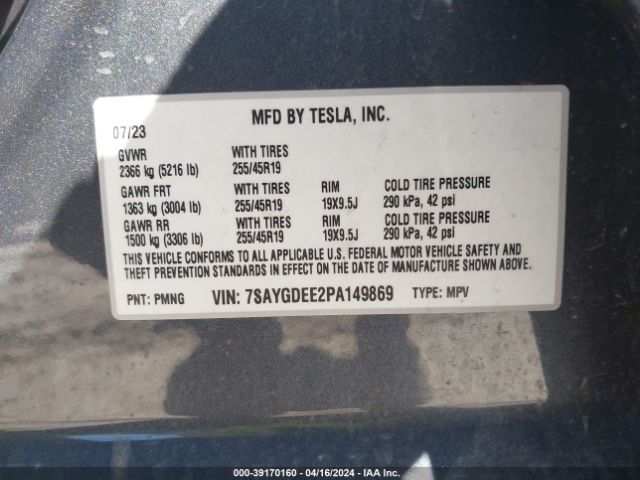 MFD BY TESLA, INC.
07/23
GVWR WITH TIRES
2366 kg (5216 lb) 255/45R19
GAWR FRT WITH TIRES RIM COLD TIRE PRESSURE
1363 kg (3004 lb) 255/45R19 19X9.5J 290 kPa, 42 psi
GAWR RR WITH TIRES RIM COLD TIRE PRESSURE
1500 kg (3306 lb) 255/45R19 19X9.5J 290 kPa, 42 psi
THIS VEHICLE CONFORMS TO ALL APPLICABLE U.S. FEDERAL MOTOR VEHICLE SAFETY AND
THEFT PREVENTION STANDARDS IN EFFECT ON THE DATE OF MANUFACTURE SHOWN ABOVE.
PNT: PMNG VIN: 7SAYGDEE2PA149869 TYPE: MPV
000-39170160 - 04/16/2024 - IAA Inc.